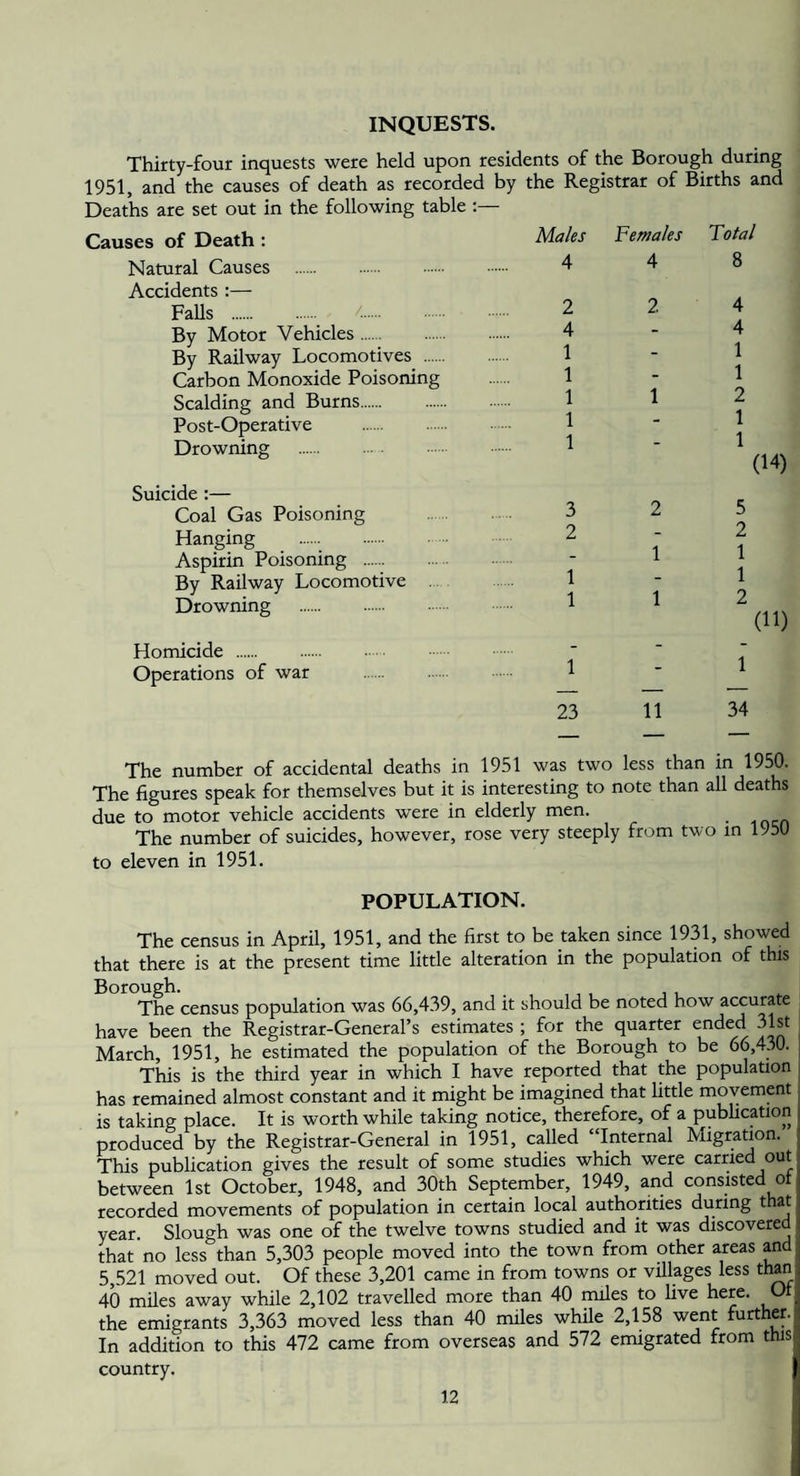 INQUESTS.
Thirty-four inquests were held upon residents of the Borough during
1951, and the causes of death as recorded by the Registrar of Births and
Deaths are set out in the following table :—
Causes of Death : Males Females Total
Natural Causes ...... ...... ...... ...... 4 4 8
Accidents :—
Falls ...... ...... ...... ...... ...... 2 2 4
By Motor Vehicles ...... ...... ...... 4 - 4
By Railway Locomotives ...... ...... 1 - 1
Carbon Monoxide Poisoning ...... 1 - 1
Scalding and Burns...... ...... ...... 1 1 2
Post-Operative ...... ...... ...... 1 - 1
Drowning ...... ...... ...... ...... 1 - 1
(14)
Suicide :—
Coal Gas Poisoning ...... ...... 3 2 5
Hanging ...... ...... ...... ...... 2 - 2
Aspirin Poisoning ...... ...... ...... - 1 1
By Railway Locomotive ...... ...... 1 - 1
Drowning ...... ...... ...... ...... 1 1 2
(11)
Homicide ...... ...... ...... ...... ...... - - -
Operations of war ...... ...... ...... 1 - 1
23 11 34
The number of accidental deaths in 1951 was two less than in 1950.
The figures speak for themselves but it is interesting to note than all deaths
due to motor vehicle accidents were in elderly men.
The number of suicides, however, rose very steeply from two in 1950
to eleven in 1951.
POPULATION.
The census in April, 1951, and the first to be taken since 1931, showed
that there is at the present time little alteration in the population of this
Borough.
The census population was 66,439, and it should be noted how accurate
have been the Registrar-General's estimates ; for the quarter ended 31st
March, 1951, he estimated the population of the Borough to be 66,430.
This is the third year in which I have reported that the population
has remained almost constant and it might be imagined that little movement
is taking place. It is worth while taking notice, therefore, of a publication
produced by the Registrar-General in 1951, called “Internal Migration.”
This publication gives the result of some studies which were carried out
between 1st October, 1948, and 30th September, 1949, and consisted of
recorded movements of population in certain local authorities during that
year. Slough was one of the twelve towns studied and it was discovered
that no less than 5,303 people moved into the town from other areas and
5,521 moved out. Of these 3,201 came in from towns or villages less than
40 miles away while 2,102 travelled more than 40 miles to live here. Of
the emigrants 3,363 moved less than 40 miles while 2,158 went further.
In addition to this 472 came from overseas and 572 emigrated from this
country.
12